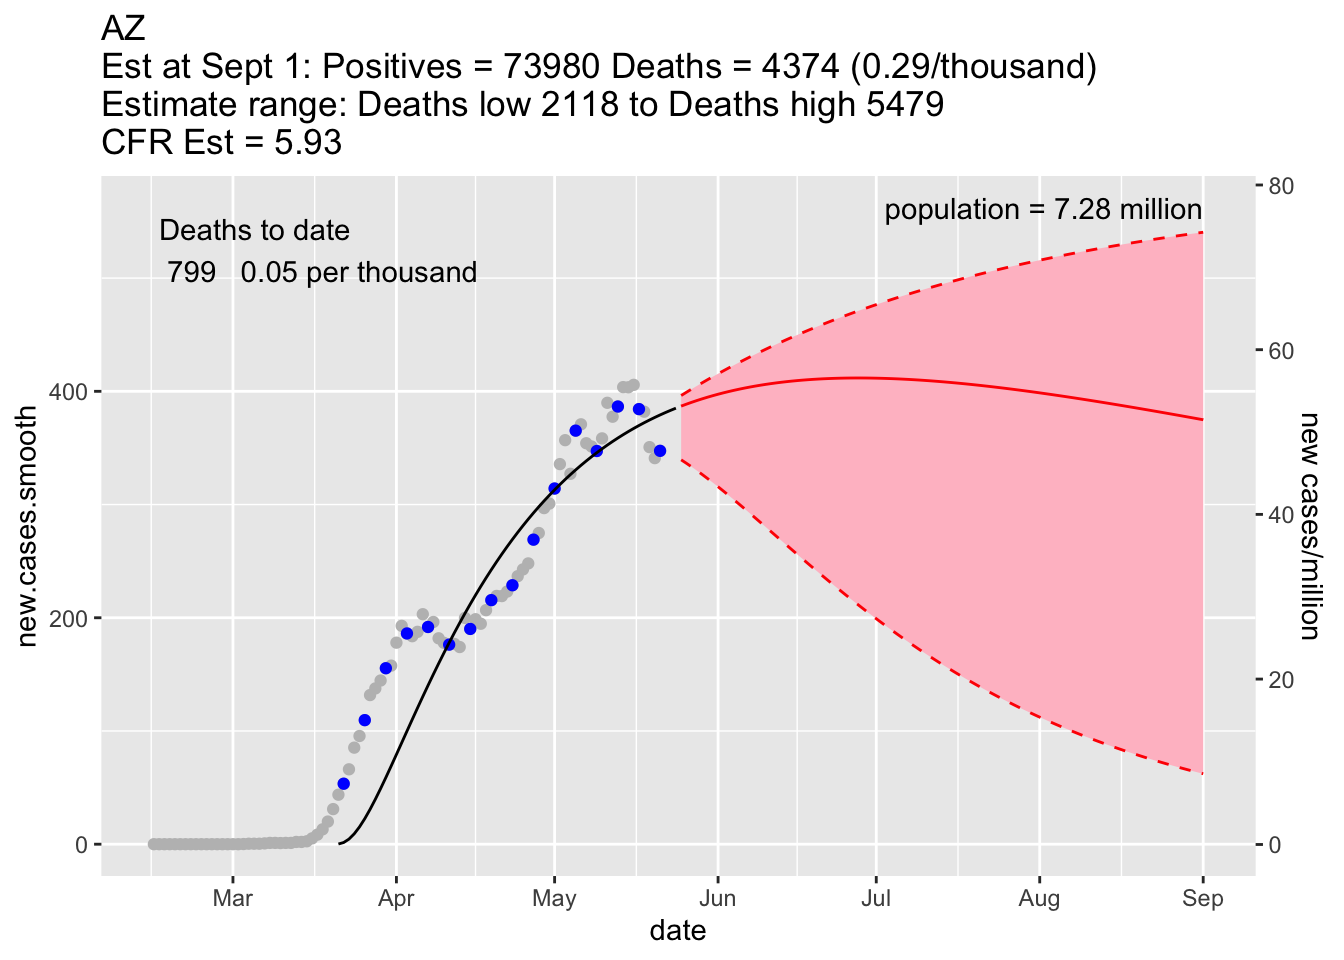 AZ
Est at Sept 1: Positives = 73980 Deaths = 4374 (0.29/thousand)
Estimate range: Deaths low 2118 to Deaths high 5479
CFR Est = 5.93
Deaths to date
799 0.05 per thousand
population = 7.28 million
80
60
40
20
0
400
200
0
new.cases.smooth
new cases/million
Mar Apr May Jun Jul Aug Sep
date